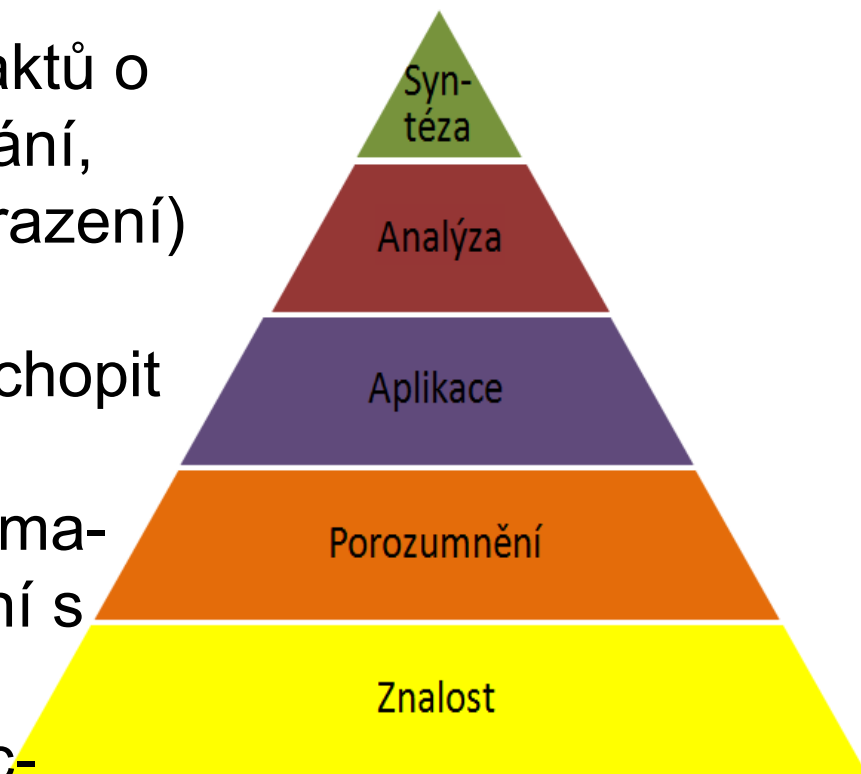 aktů o
ání,
razení)
chopit
ma-
ní s
c-
Syn-
téza
Analýza
Aplikace
Porozumnění
Znalost